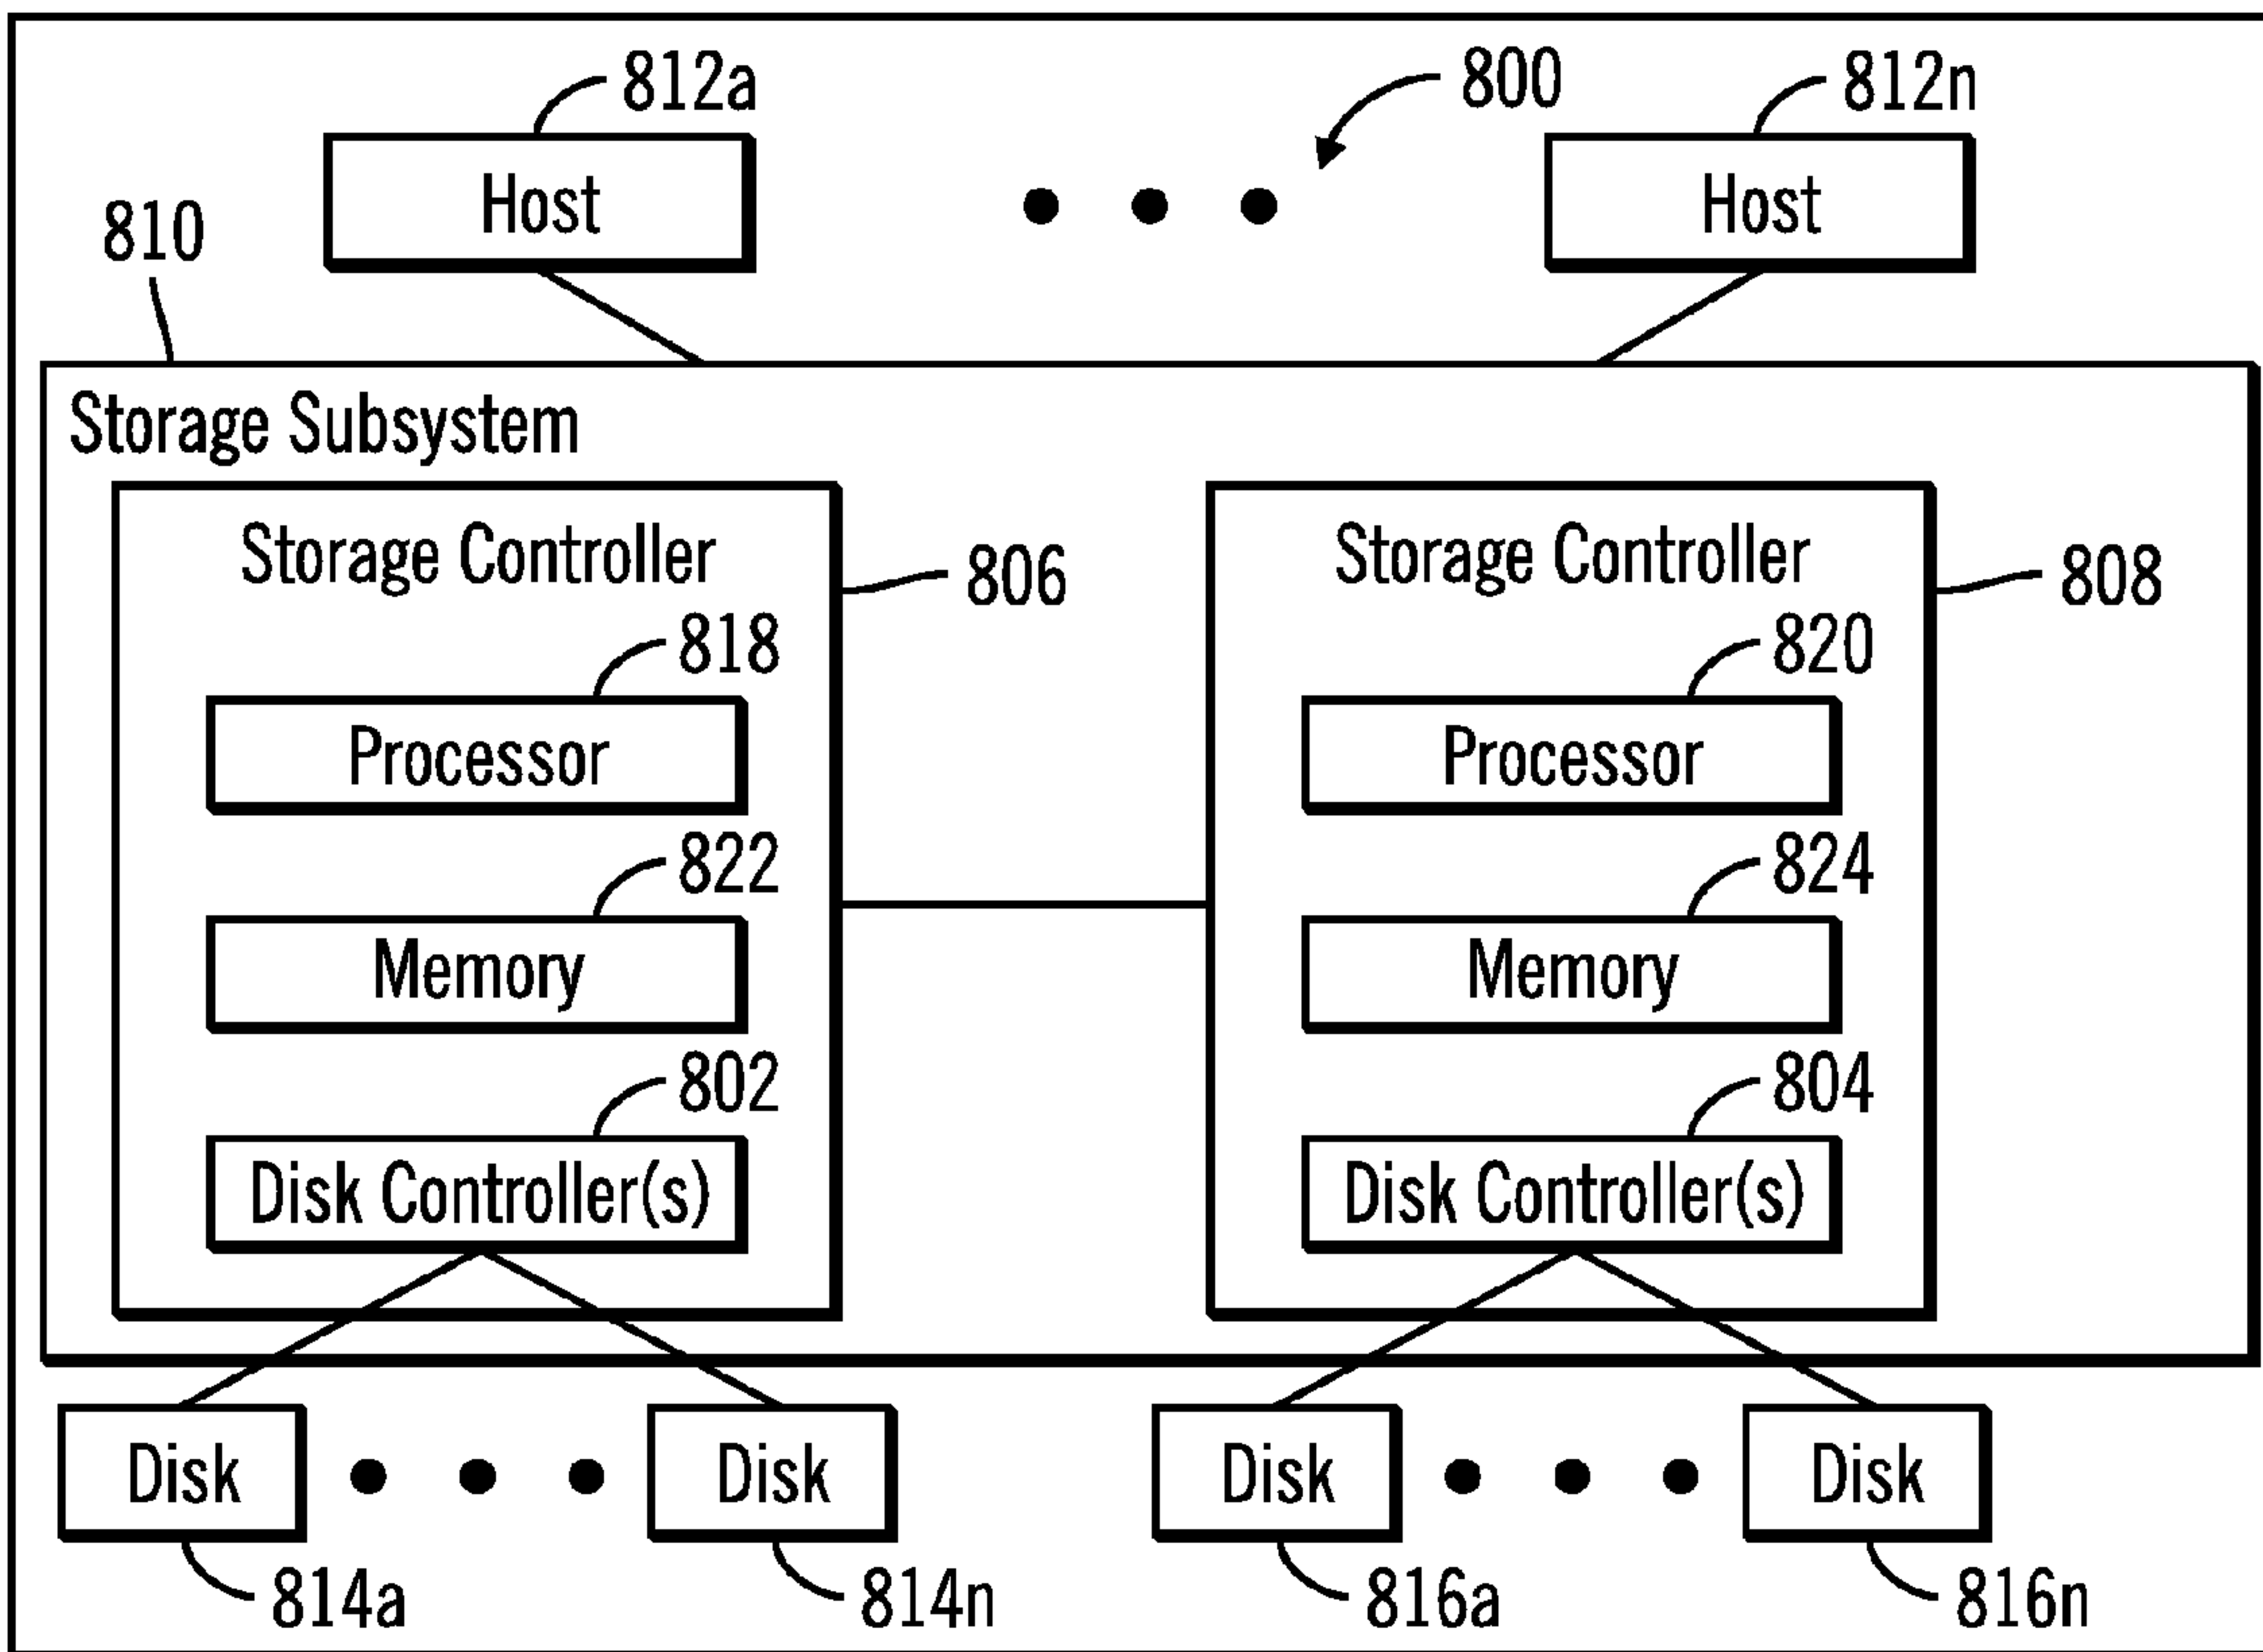 812a
800
812n
Host
Host
810
Storage Subsystem
Storage Controller
806
Storage Controller
808
818
820
Processor
Processor
822
824
Memory
Memory
802
804
Disk Controller(s)
Disk Controller(s)
Disk
Disk
Disk
Disk
814a
814n
816a
816n